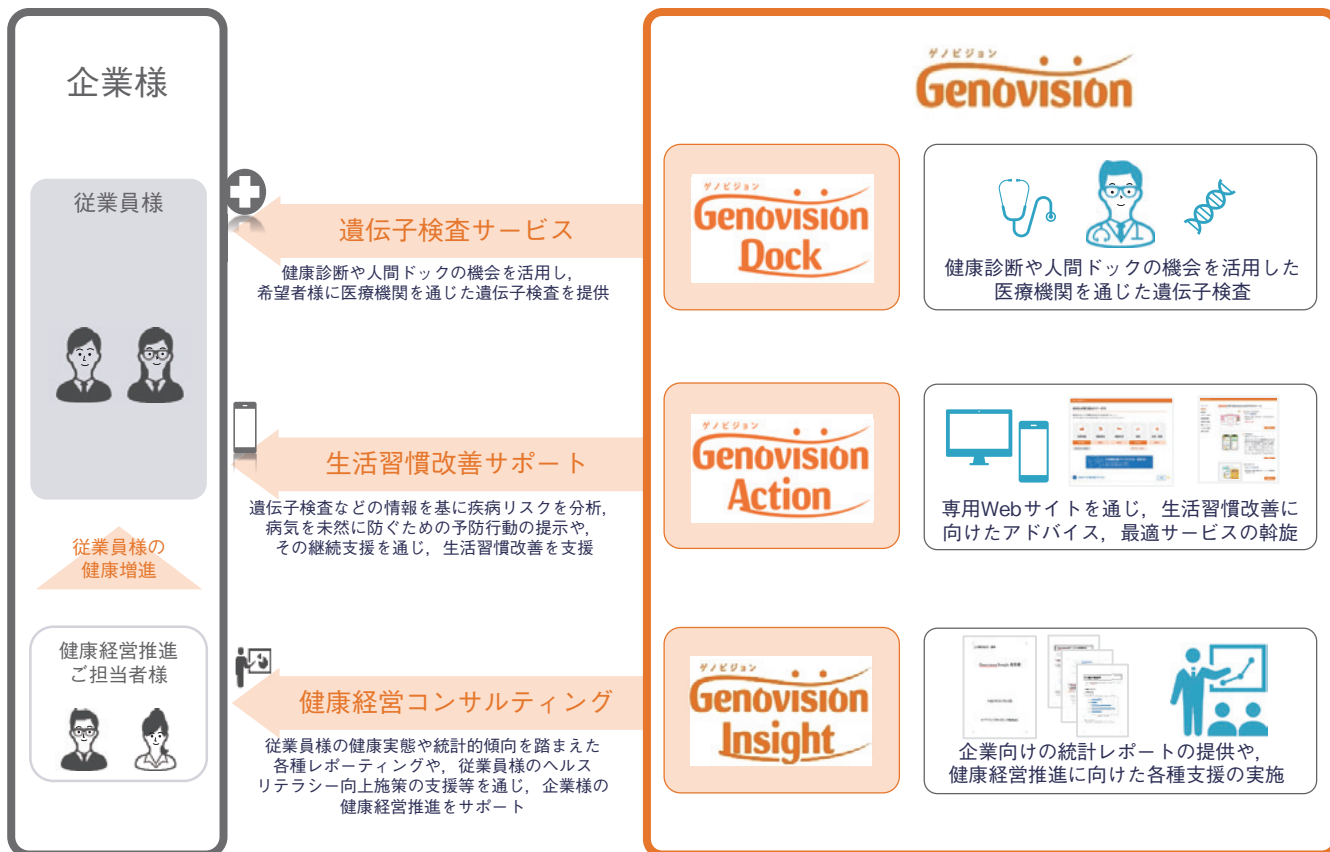 企業様
従業員様
従業員様の
健康増進
健康経営推進
ご担当者様
遺伝子検査サービス
健康診断や人間ドックの機会を活用し，
希望者様に医療機関を通じた遺伝子検査を提供
生活習慣改善サポート
遺伝子検査などの情報を基に疾病リスクを分析，
病気を未然に防ぐための予防行動の提示や，
その継続支援を通じ，生活習慣改善を支援
健康経営コンサルティング
従業員様の健康実態や統計的傾向を踏まえた
各種レポーティングや，従業員様のヘルス
リテラシー向上施策の支援等を通じ，企業様の
健康経営推進をサポート
ゲノビジョン
Genovision
ゲノビジョン
Genovision
Dock
健康診断や人間ドックの機会を活用した
医療機関を通じた遺伝子検査
ゲノビジョン
Genovision
Action
専用Webサイトを通じ，生活習慣改善に
向けたアドバイス，最適サービスの斡旋
ゲノビジョン
Genovision
Insight
企業向けの統計レポートの提供や，
健康経営推進に向けた各種支援の実施